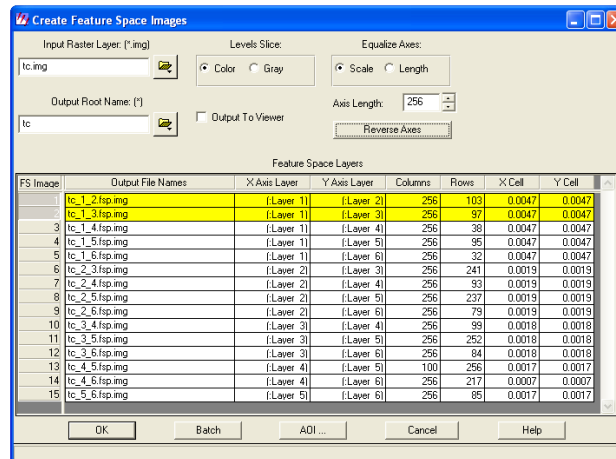 Create Feature Space Images
Input Raster Layer: (*.img)
Levels Slice:
Equalize Axes:
tc.img
Color Gray
Scale Length
Output Root Name: (*)
Axis Length: 256
tc
Output To Viewer
Reverse Axes
Feature Space Layers
FS Image Output File Names X Axis Layer Y Axis Layer Columns Rows X Cell Y Cell
1 tc_1_2.fsp.img (:Layer 1) (:Layer 2) 256 103 0.0047 0.0047
2 tc_1_3.fsp.img (:Layer 1) (:Layer 3) 256 97 0.0047 0.0047
3 tc_1_4.fsp.img (:Layer 1) (:Layer 4) 256 38 0.0047 0.0047
4 tc_1_5.fsp.img (:Layer 1) (:Layer 5) 256 95 0.0047 0.0047
5 tc_1_6.fsp.img (:Layer 1) (:Layer 6) 256 32 0.0047 0.0047
6 tc_2_3.fsp.img (:Layer 2) (:Layer 3) 256 241 0.0019 0.0019
7 tc_2_4.fsp.img (:Layer 2) (:Layer 4) 256 93 0.0019 0.0019
8 tc_2_5.fsp.img (:Layer 2) (:Layer 5) 256 237 0.0019 0.0019
9 tc_2_6.fsp.img (:Layer 2) (:Layer 6) 256 79 0.0019 0.0019
10 tc_3_4.fsp.img (:Layer 3) (:Layer 4) 256 99 0.0018 0.0018
11 tc_3_5.fsp.img (:Layer 3) (:Layer 5) 256 252 0.0018 0.0018
12 tc_3_6.fsp.img (:Layer 3) (:Layer 6) 256 84 0.0018 0.0018
13 tc_4_5.fsp.img (:Layer 4) (:Layer 5) 100 256 0.0017 0.0017
14 tc_4_6.fsp.img (:Layer 4) (:Layer 6) 256 217 0.0007 0.0007
15 tc_5_6.fsp.img (:Layer 5) (:Layer 6) 256 85 0.0017 0.0017
OK Batch AOI ... Cancel Help